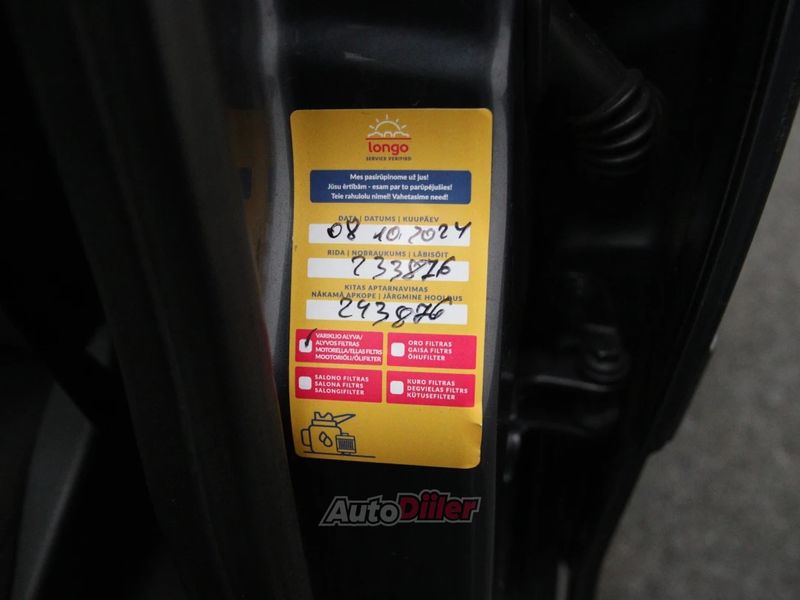 longo
SERVICE VERIFIED
Mes pasirūpinome už jus!
Jūsu ērtībām - esam par to parūpējušies!
Teie rahulolu nimel! Vahetasime need!
DATA | DATUMS | KUUPÄEV
08 10.2024
RIDA | NOBRAUKUMS | LÄBISÕIT
233876
KITAS APTARNAVIMAS
NĀKAMĀ APKOPE | JÄRGMINE HOOLDUS
243876
VARIKLIO ALYVA/
ALYVOS FILTRAS
MOTORELLA/EĻĻAS FILTRS
MOOTORIÕLI/ÕLIFILTER
ORO FILTRAS
GAISA FILTRS
ÕHUFILTER
SALONO FILTRAS
SALONA FILTRS
SALONGIFILTER
KURO FILTRAS
DEGVIELAS FILTRS
KÜTUSEFILTER
AutoDiiler